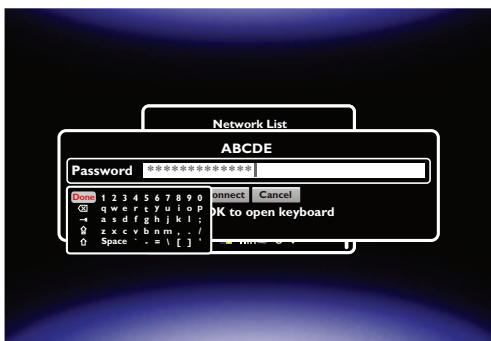 Network List
ABCDE
Password *************
Done 1 2 3 4 5 6 7 8 9 0
q w e r t y u i o p
a s d f g h j k l ;
z x c v b n m , . /
Space ` - = \ [ ] '
onnect Cancel
OK to open keyboard